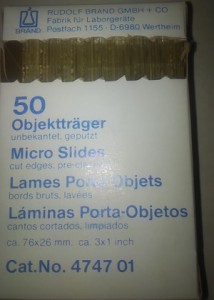 BRAND
RUDOLF BRAND GMBH + CO
Fabrik für Laborgeräte
Postfach 1155 · D-6980 Wertheim
50
Objektträger
unbekantet, geputzt
Micro Slides
cut edges, pre-cleaned
Lames Porte-Objets
bords bruts, lavées
Láminas Porta-Objetos
cantos cortados, limpiados
ca. 76x26 mm. ca. 3x1 inch
Cat.No. 4747 01